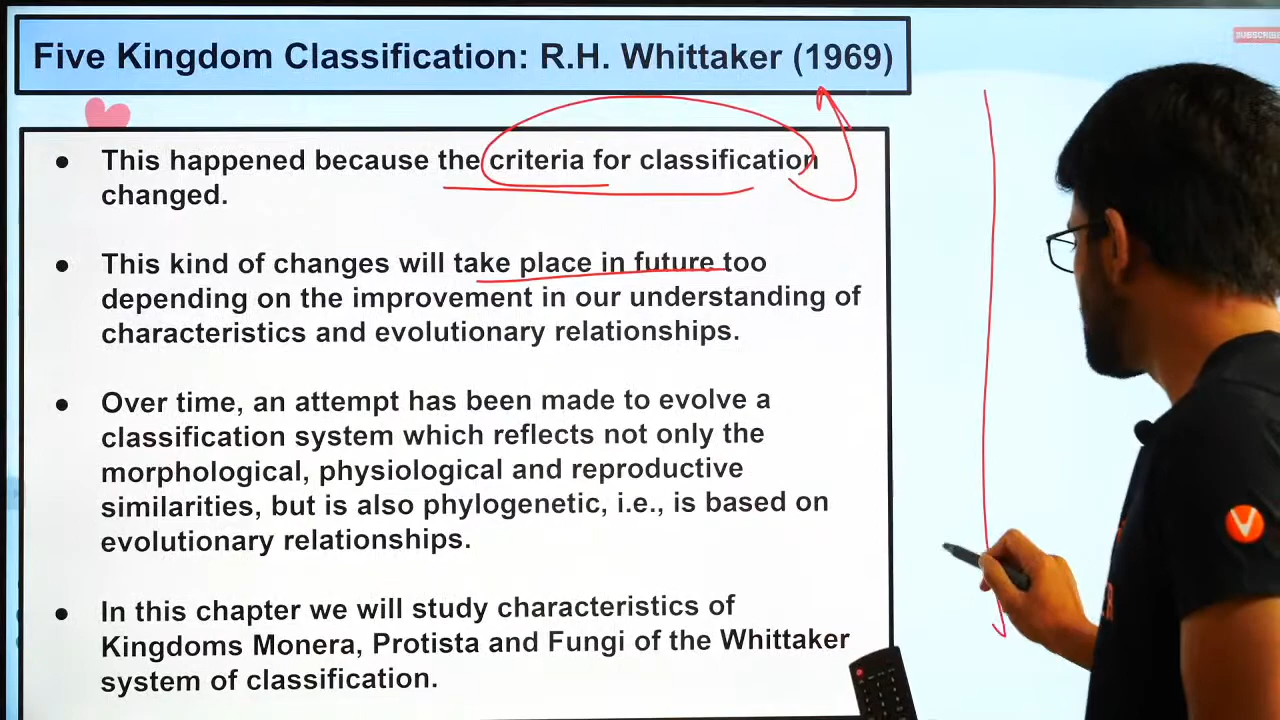 Five Kingdom Classification: R.H. Whittaker (1969)
SUBSCRIBE
● This happened because the criteria for classification
changed.
● This kind of changes will take place in future too
depending on the improvement in our understanding of
characteristics and evolutionary relationships.
● Over time, an attempt has been made to evolve a
classification system which reflects not only the
morphological, physiological and reproductive
similarities, but is also phylogenetic, i.e., is based on
evolutionary relationships.
● In this chapter we will study characteristics of
Kingdoms Monera, Protista and Fungi of the Whittaker
system of classification.